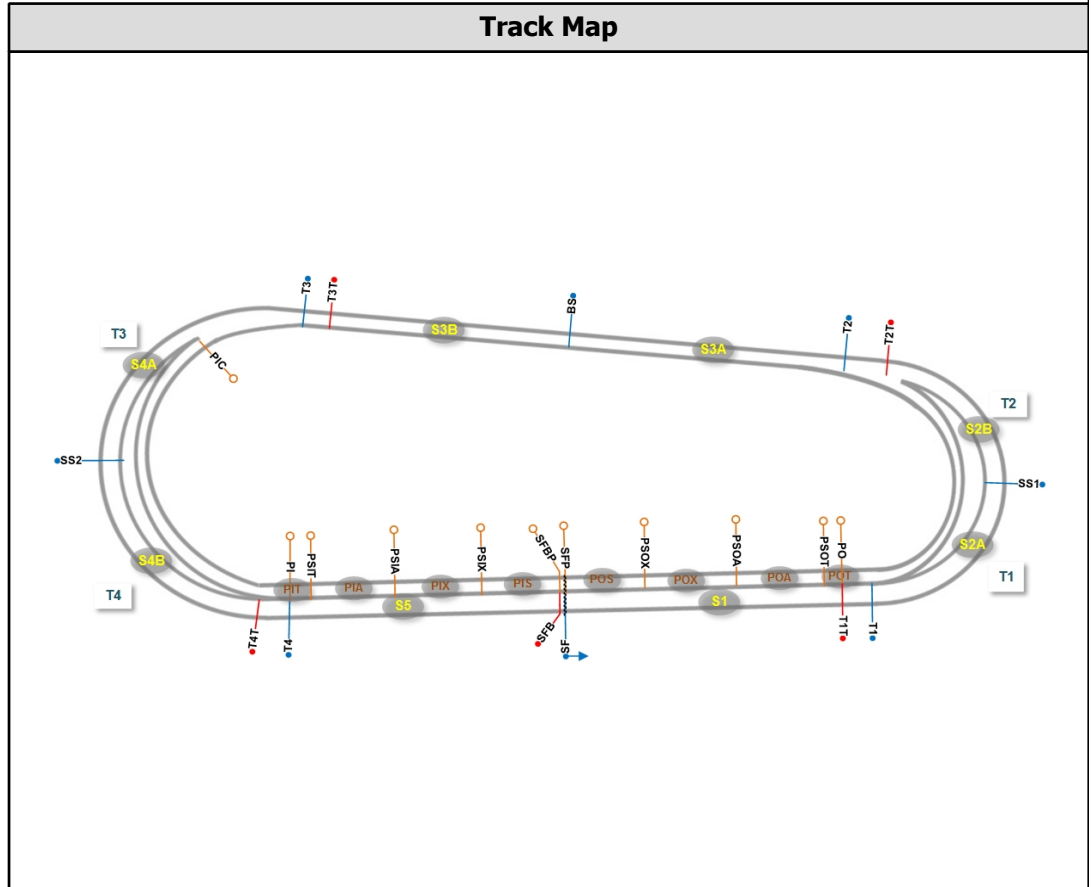 Track Map
T3
T3T
BS
T2
T2T
S3B
S3A
T3
S4A
PIC
T2
S2B
SS2
SS1
PI
PSIT
PSIA
PSIX
SFBP
SFP
PSOX
PSOA
PSOT
PO
S4B
S2A
T4
T1
PIT
PIA
PIX
PIS
POS
POX
POA
POT
S5
S1
T4T
T4
SFB
SF
T1T
T1